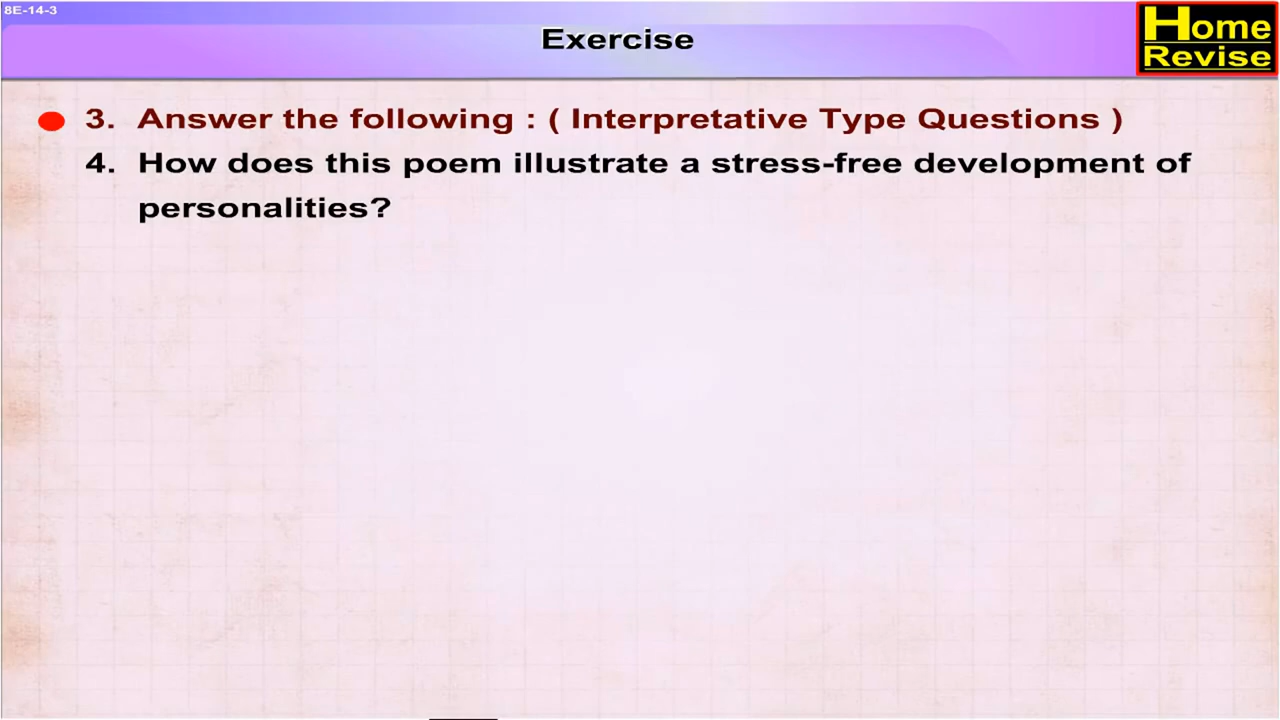 8E-14-3
Exercise
Home
Revise
3. Answer the following : ( Interpretative Type Questions )
4. How does this poem illustrate a stress-free development of
personalities?